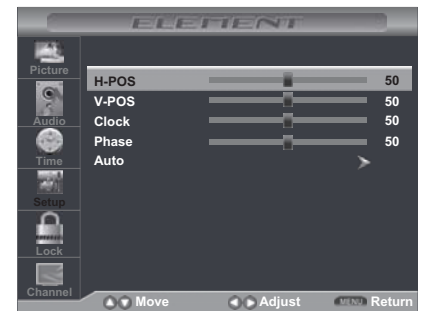 ELEMENT
Picture
Audio
Time
Setup
Lock
Channel
H-POS 50
V-POS 50
Clock 50
Phase 50
Auto
Move Adjust MENU Return